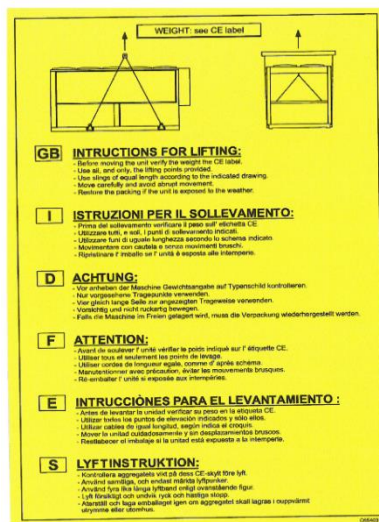 WEIGHT: see CE label
GB INSTRUCTIONS FOR LIFTING:
- Before moving the unit verify the weight the CE label.
- Use all, and only, the lifting points provided.
- Use slings of equal length according to the indicated drawing.
- Move carefully and avoid abrupt movement.
- Restore the packing if the unit is exposed to the weather.
I ISTRUZIONI PER IL SOLLEVAMENTO:
- Prima del sollevamento verificare il peso sull' etichetta CE.
- Utilizzare tutti, e soli, i punti di sollevamento indicati.
- Utilizzare funi di uguale lunghezza secondo lo schema indicato.
- Movimentare con cautela e senza movimenti bruschi.
- Ripristinare l' imballo se l' unità è esposta alle intemperie.
D ACHTUNG:
- Vor anheben der Maschine Gewichtsangabe auf Typenschild kontrollieren.
- Nur vorgesehene Tragepunkte verwenden.
- Vier gleich lange Seile zur angezeigten Trageweise verwenden.
- Vorsichtig und nicht ruckartig bewegen.
- Falls die Maschine im Freien gelagert wird, muss die Verpackung wiederhergestellt werden.
F ATTENTION:
- Avant de soulever l' unité vérifier le poids indiqué sur l' étiquette CE.
- Utiliser tous et seulement les points de levage.
- Utiliser cordes de longueur egale, comme d' après schéma.
- Manutentionner avec précaution, éviter les mouvements brusques.
- Ré-emballer l' unité si exposée aux intempéries.
E INTRUCCIÓNES PARA EL LEVANTAMIENTO :
- Antes de levantar la unidad verificar su peso en la etiqueta CE.
- Utilizar todos los puntos de elevación indicados y sólo ellos.
- Utilizar cables de igual longitud, según indica el croquis.
- Mover la unidad cuidadosamente y sin desplazamientos bruscos.
- Restablecer el embalaje si la unidad está expuesta a la intemperie.
S LYFTINSTRUKTION:
- Kontrollera aggregatets vikt på dess CE-skylt före lyft.
- Använd samtliga, och endast märkta lyftpunker.
- Använd fyra lika långa lyftband enligt ovanstående figur.
- Lyft försiktigt och undvik ryck och hastiga stopp.
- Återställ och laga emballaget igen om aggregatet skall lagras i ouppvärmt
utrymme eller utomhus.